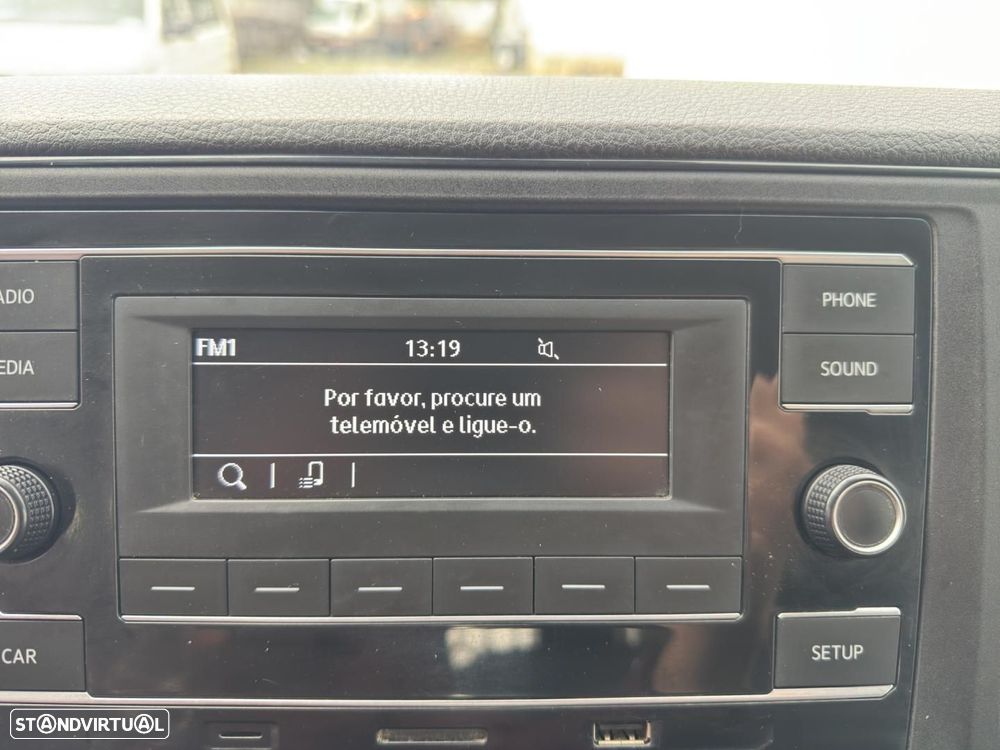 FM1 13:19
Por favor, procure um
telemóvel e ligue-o.
ADIO
EDIA
PHONE
SOUND
CAR
SETUP
STANDVIRTUAL